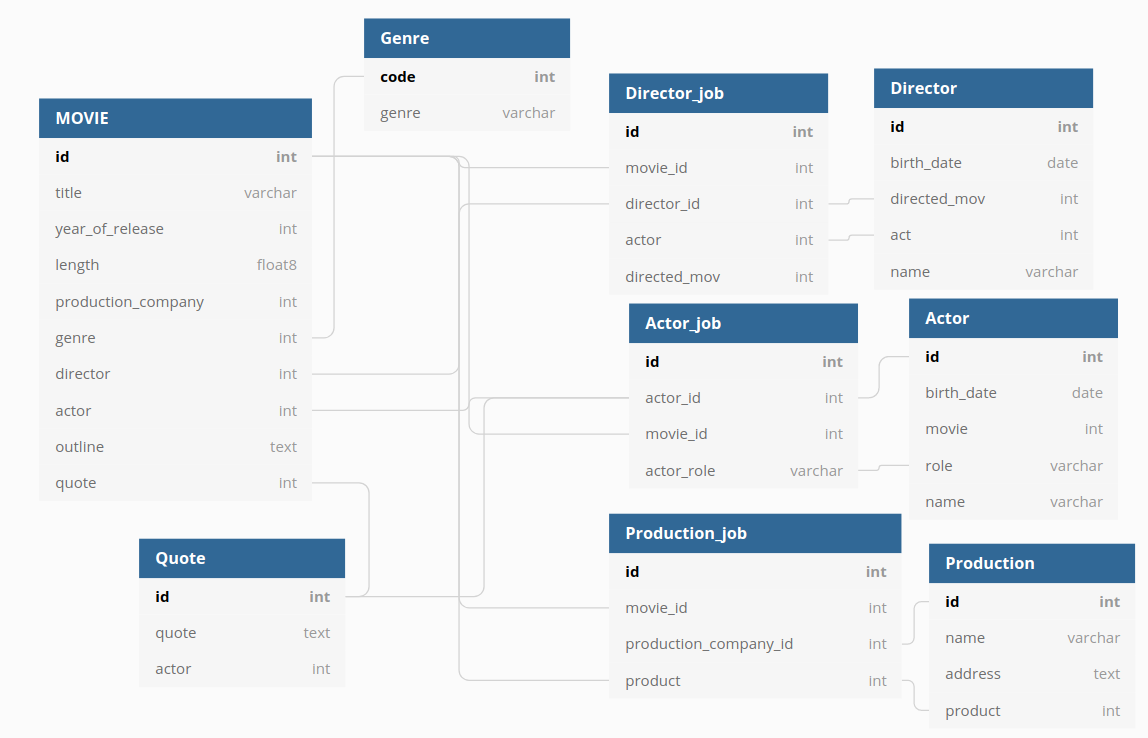 Genre
code int
genre varchar
MOVIE
id int
title varchar
year_of_release int
length float8
production_company int
genre int
director int
actor int
outline text
quote int
Director_job
id int
movie_id int
director_id int
actor int
directed_mov int
Director
id int
birth_date date
directed_mov int
act int
name varchar
Actor_job
id int
actor_id int
movie_id int
actor_role varchar
Actor
id int
birth_date date
movie int
role varchar
name varchar
Quote
id int
quote text
actor int
Production_job
id int
movie_id int
production_company_id int
product int
Production
id int
name varchar
address text
product int